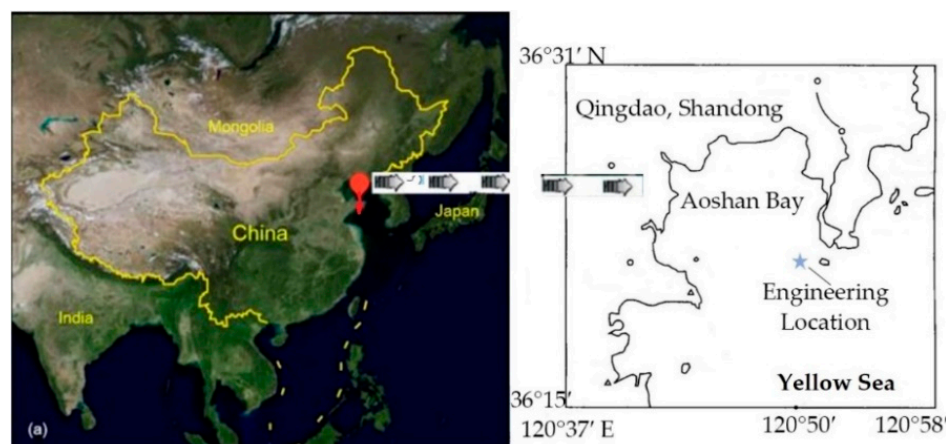 Mongolia
China
Japan
India
(a)
36°31′ N
Qingdao, Shandong
Aoshan Bay
Engineering
Location
Yellow Sea
36°15′
120°37′ E
120°50′
120°58′